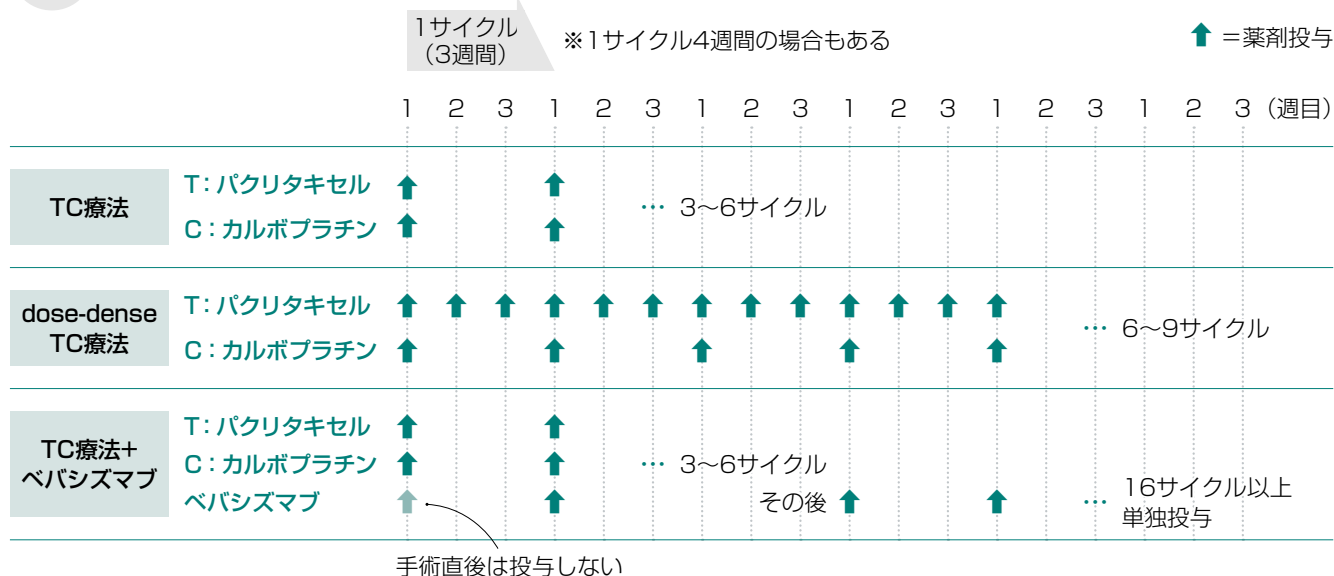 1サイクル
（3週間）
※1サイクル4週間の場合もある
＝薬剤投与
1 2 3 1 2 3 1 2 3 1 2 3 1 2 3 1 2 3（週目）
TC療法
T：パクリタキセル
C：カルボプラチン
… 3〜6サイクル
dose-dense
TC療法
T：パクリタキセル
C：カルボプラチン
… 6〜9サイクル
TC療法＋
ベバシズマブ
T：パクリタキセル
C：カルボプラチン
ベバシズマブ
… 3〜6サイクル
その後
… 16サイクル以上
単独投与
手術直後は投与しない